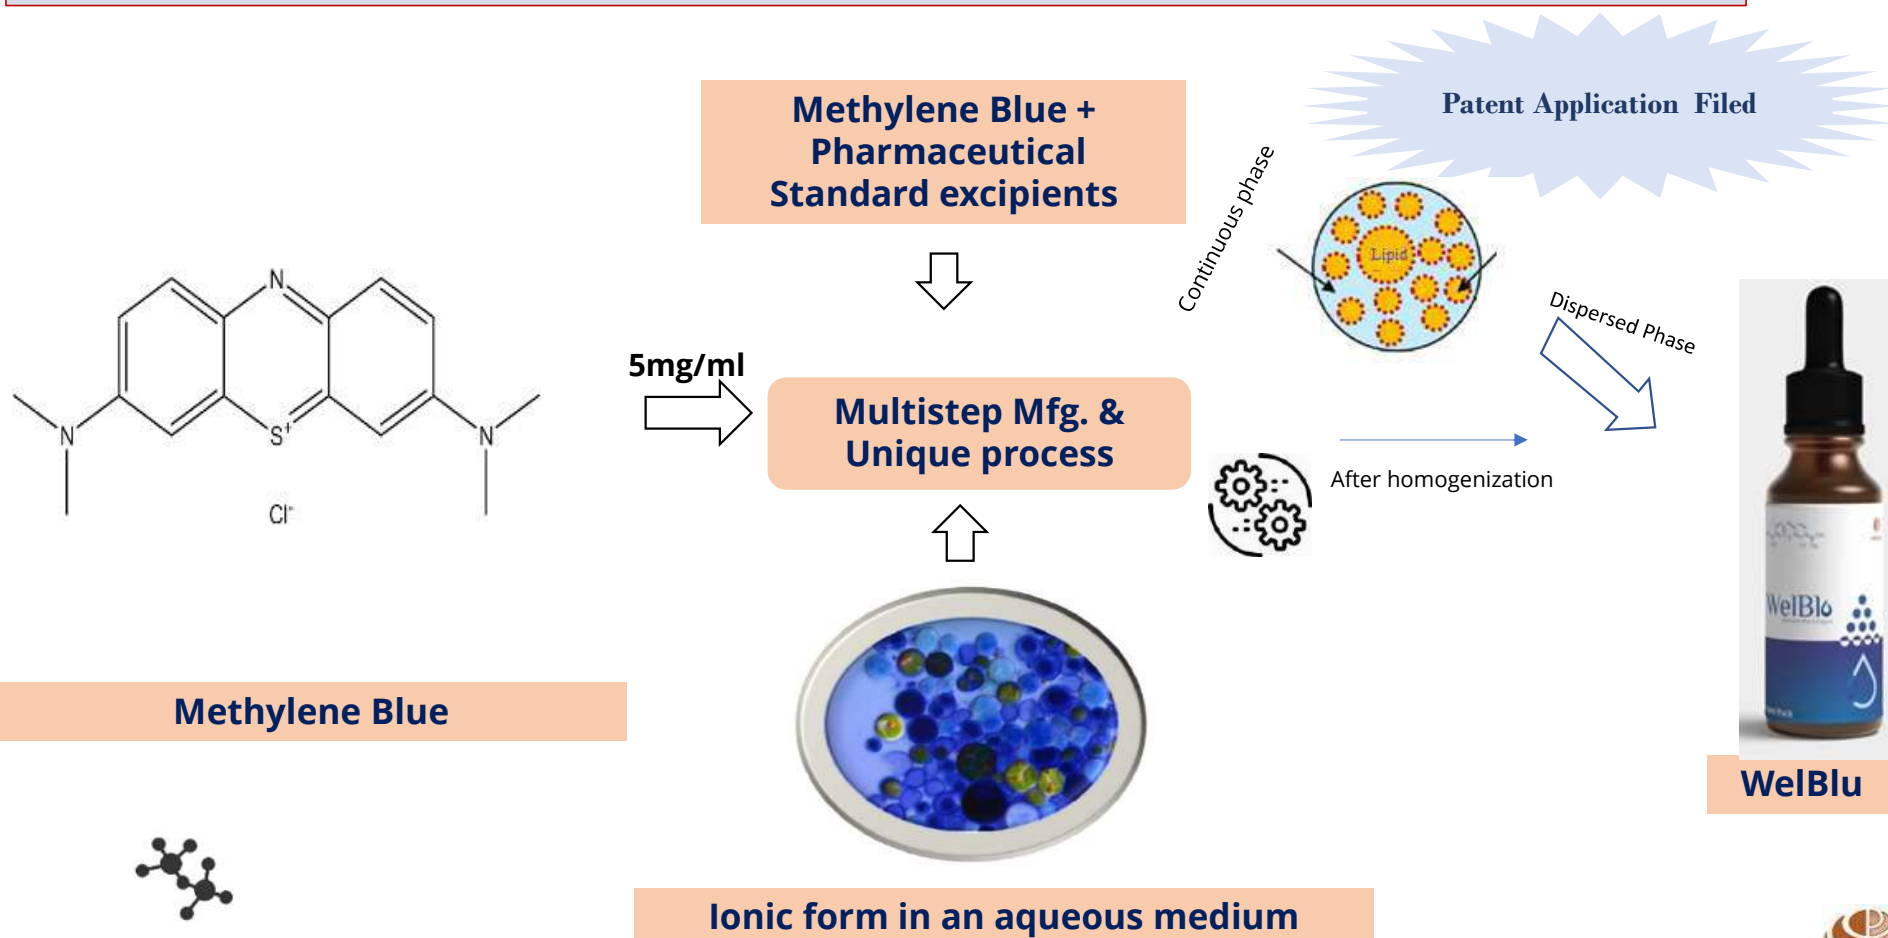 Patent Application Filed
Methylene Blue +
Pharmaceutical
Standard excipients
Continuous phase
Lipid
Dispersed Phase
N
S+
N
N
Cl-
5mg/ml
Multistep Mfg. &
Unique process
After homogenization
WelBlu
Methylene Blue
WelBlu
Ionic form in an aqueous medium